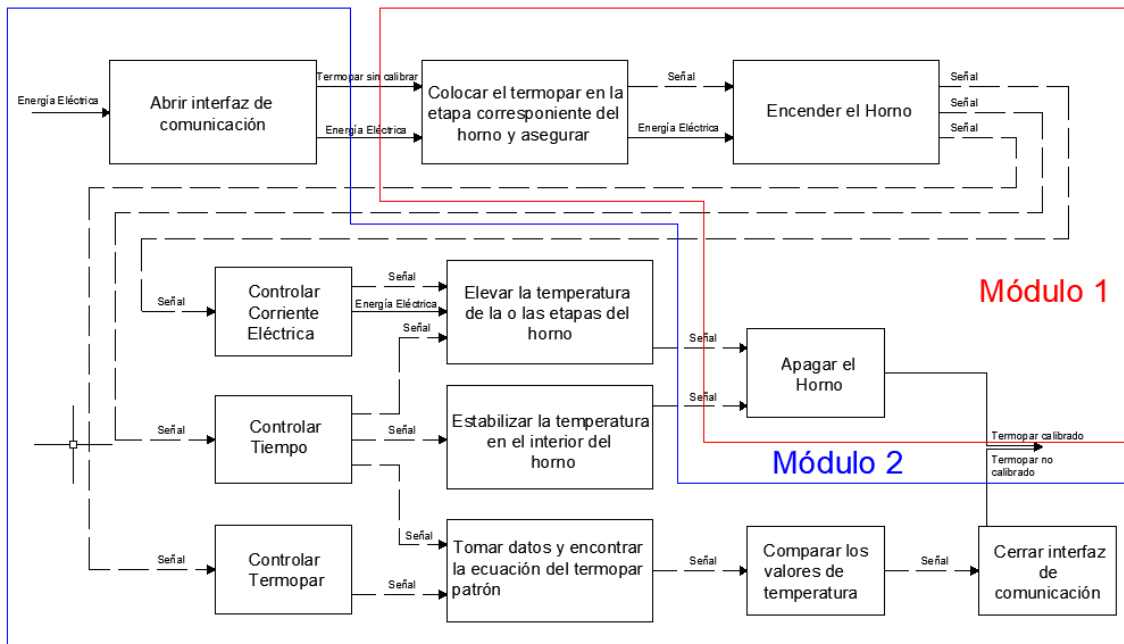 Energía Eléctrica
Abrir interfaz de
comunicación
Termopar sin calibrar
Energía Eléctrica
Colocar el termopar en la
etapa corresponiente del
horno y asegurar
Señal
Energía Eléctrica
Encender el Horno
Señal
Señal
Señal
Módulo 1
Señal
Controlar
Corriente
Eléctrica
Señal
Energía Eléctrica
Señal
Elevar la temperatura
de la o las etapas del
horno
Señal
Apagar el
Horno
Señal
Controlar
Tiempo
Señal
Estabilizar la temperatura
en el interior del
horno
Señal
Termopar calibrado
Termopar no
calibrado
Módulo 2
Señal
Controlar
Termopar
Señal
Señal
Tomar datos y encontrar
la ecuación del termopar
patrón
Señal
Comparar los
valores de
temperatura
Señal
Cerrar interfaz
de
comunicación